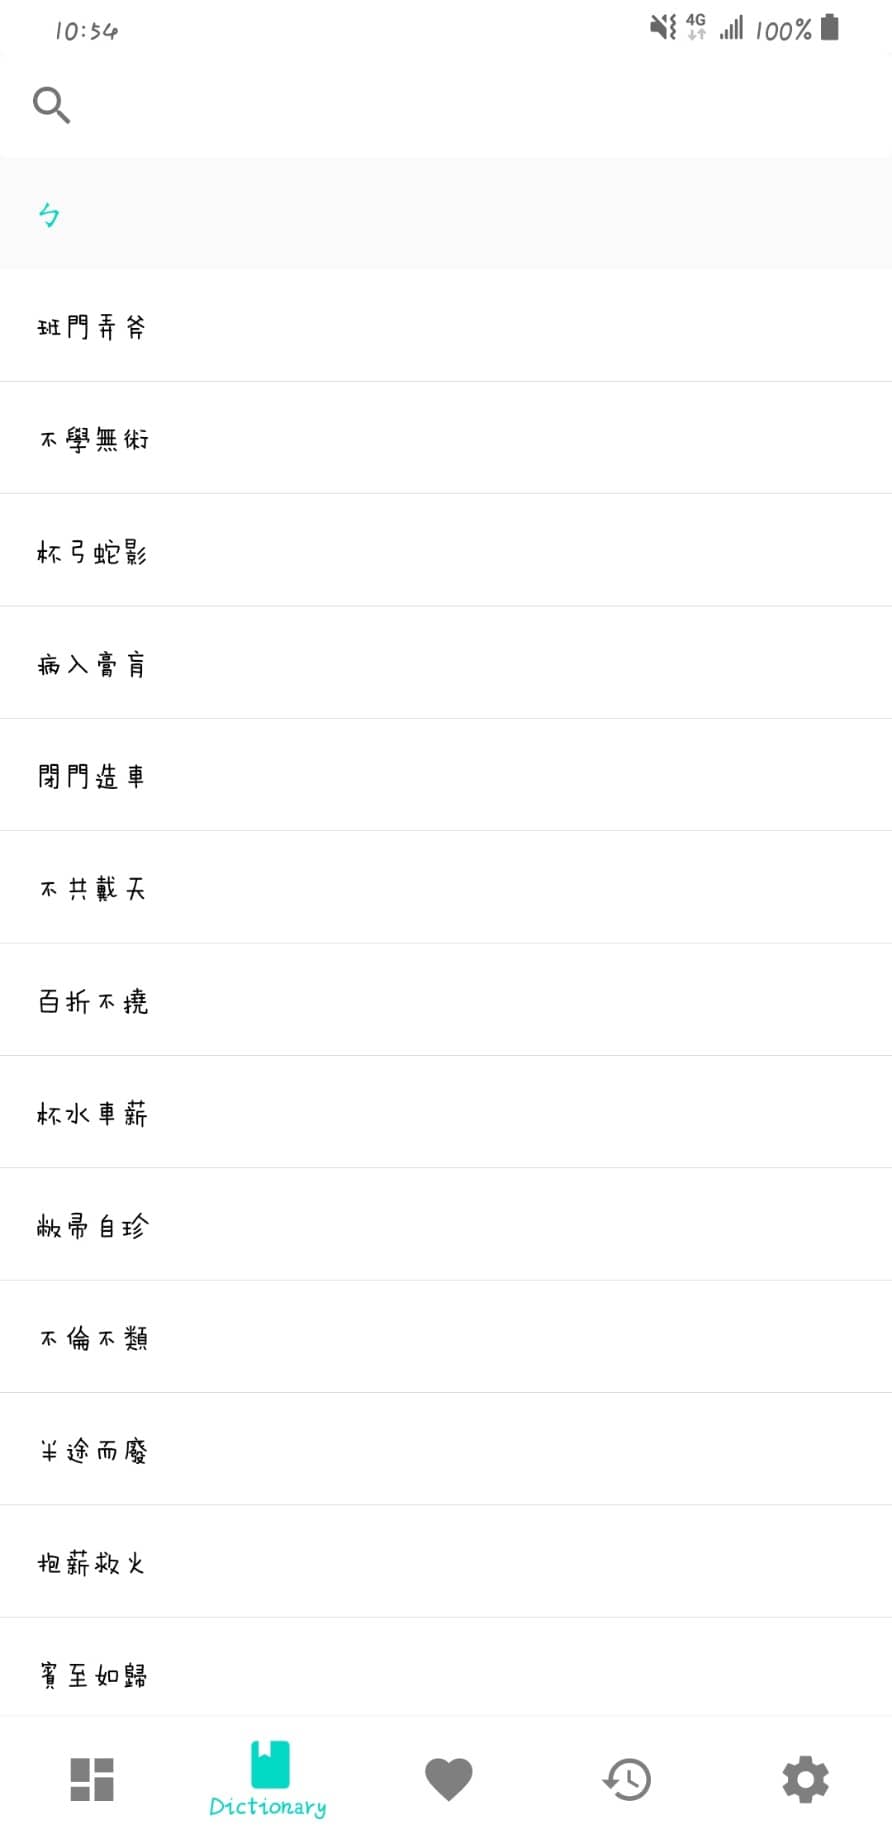 10:54
4G
100%
ㄅ
班門弄斧
不學無術
杯弓蛇影
病入膏肓
閉門造車
不共戴天
百折不撓
杯水車薪
敝帚自珍
不倫不類
半途而廢
抱薪救火
賓至如歸
Dictionary